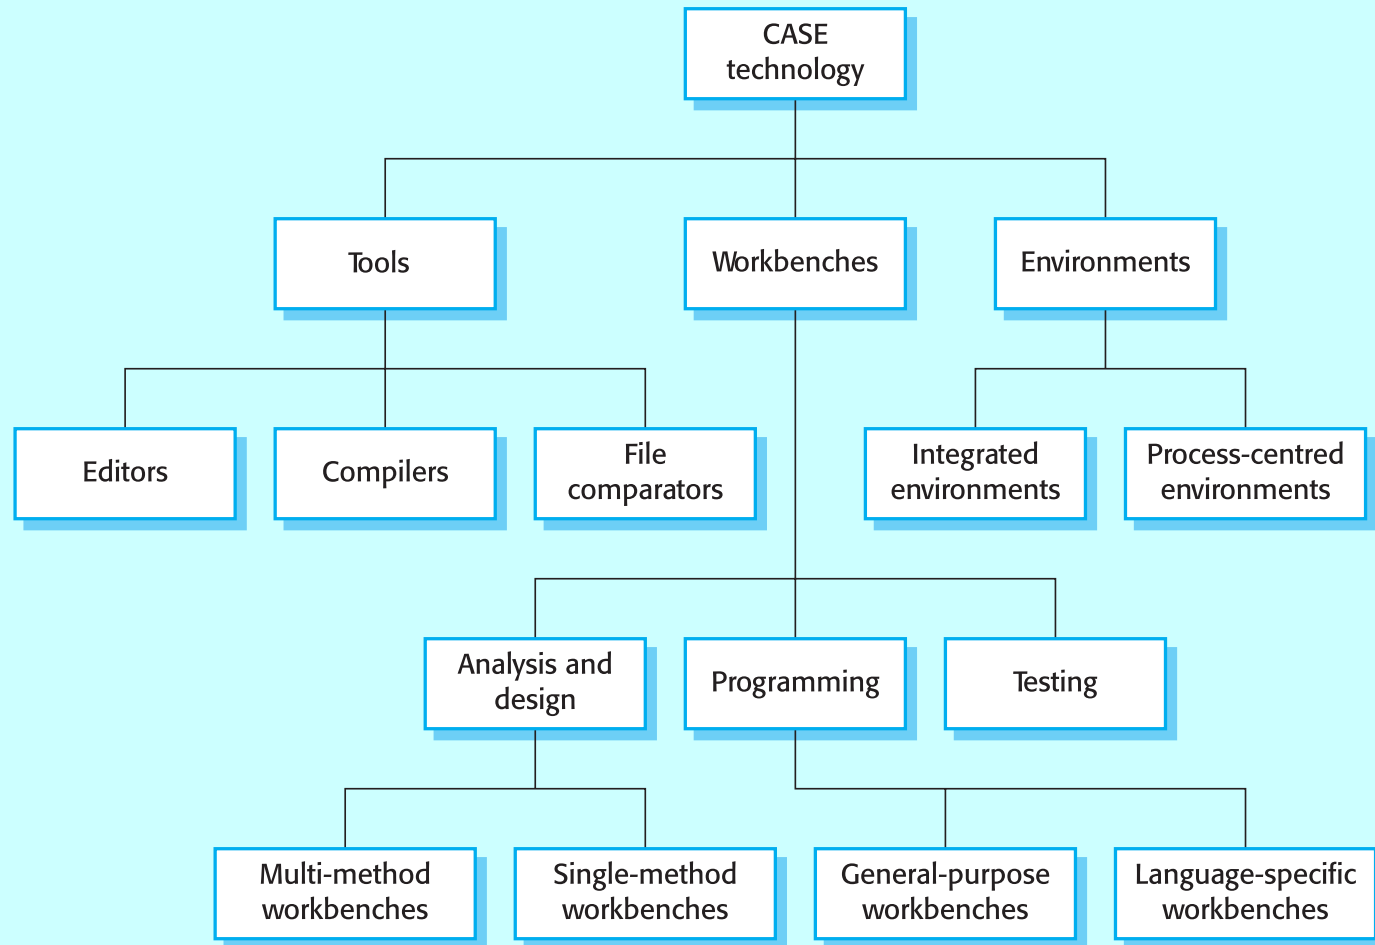 CASE
technology
Tools
Workbenches
Environments
Editors
Compilers
File
comparators
Integrated
environments
Process-centred
environments
Analysis and
design
Programming
Testing
Multi-method
workbenches
Single-method
workbenches
General-purpose
workbenches
Language-specific
workbenches